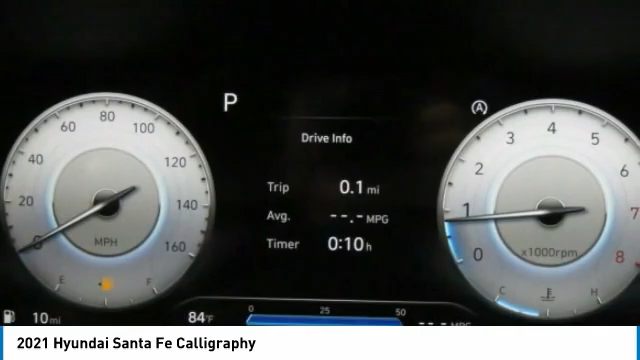 P
A
Drive Info
Trip 0.1 mi
Avg. --.- MPG
Timer 0:10 h
0 20 40 60 80 100 120 140 160
MPH
E F
0 1 2 3 4 5 6 7 8
x1000rpm
C H
10 mi
84°F
0 25 50
--- MPG
2021 Hyundai Santa Fe Calligraphy